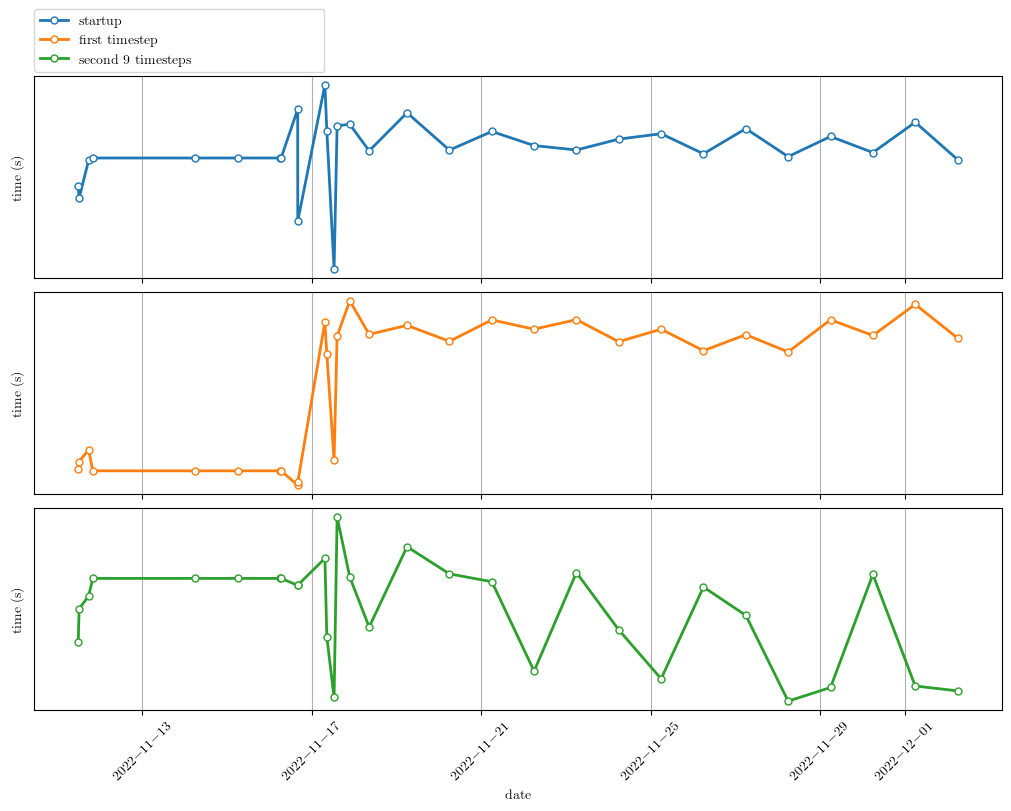 startup
first timestep
second 9 timesteps
time (s)
time (s)
time (s)
2022−11−13
2022−11−17
2022−11−21
2022−11−25
2022−11−29
2022−12−01
date